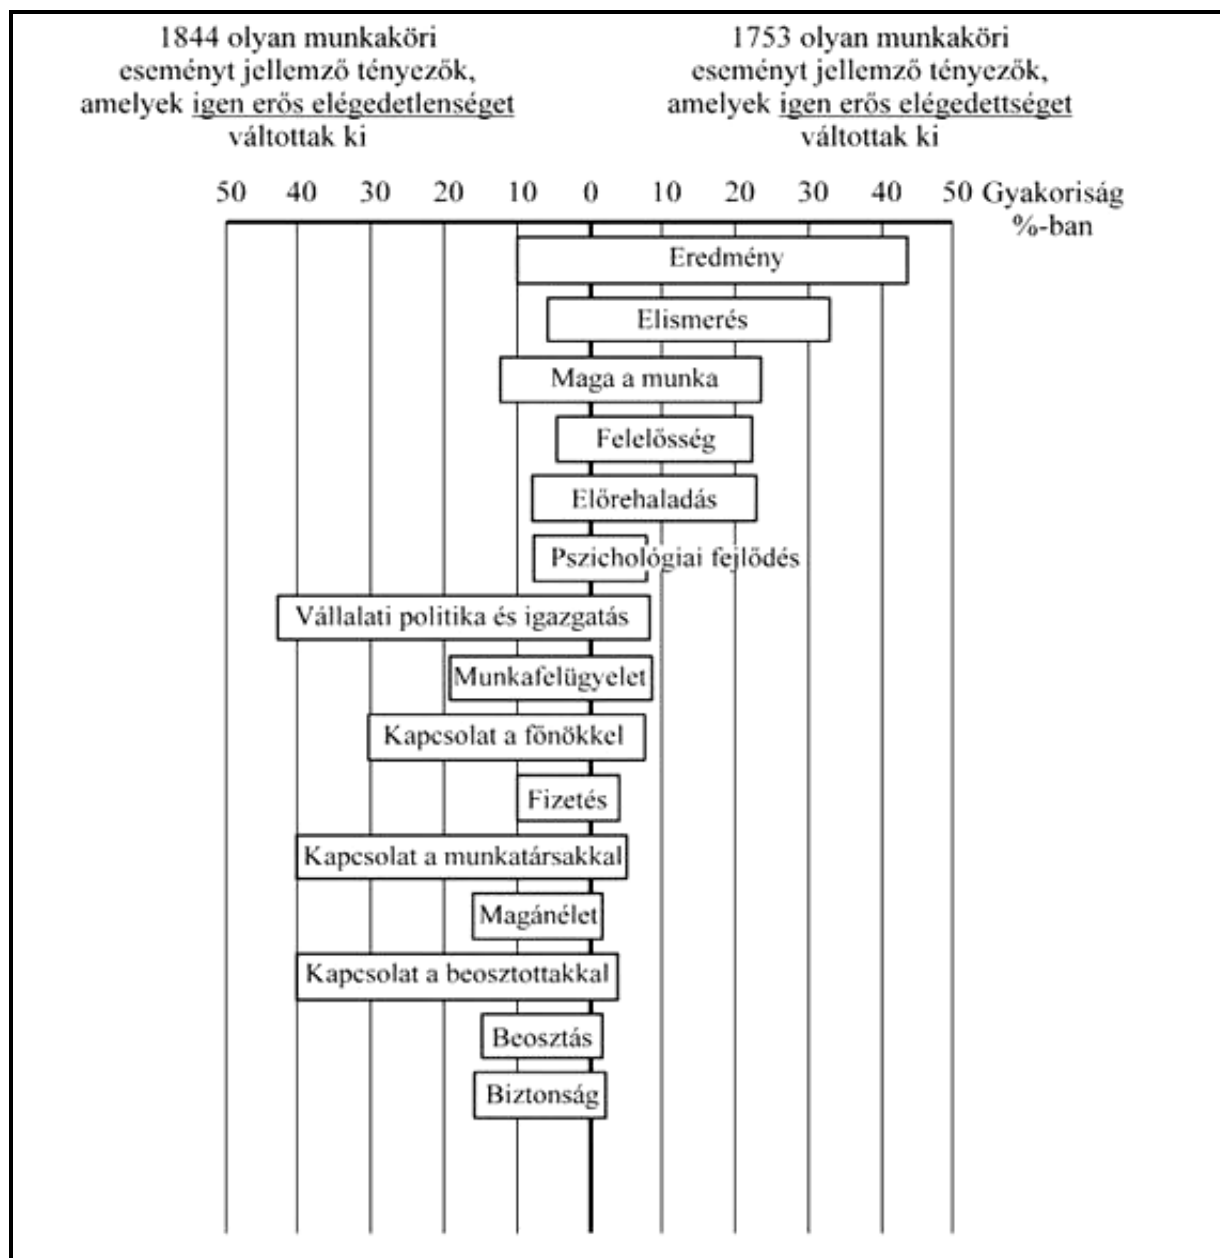 1844 olyan munkaköri
eseményt jellemző tényezők,
amelyek igen erős elégedetlenséget
váltottak ki
1753 olyan munkaköri
eseményt jellemző tényezők,
amelyek igen erős elégedettséget
váltottak ki
50 40 30 20 10 0 10 20 30 40 50 Gyakoriság
%-ban
Eredmény
Elismerés
Maga a munka
Felelősség
Előrehaladás
Pszichológiai fejlődés
Vállalati politika és igazgatás
Munkafelügyelet
Kapcsolat a főnökkel
Fizetés
Kapcsolat a munkatársakkal
Magánélet
Kapcsolat a beosztottakkal
Beosztás
Biztonság